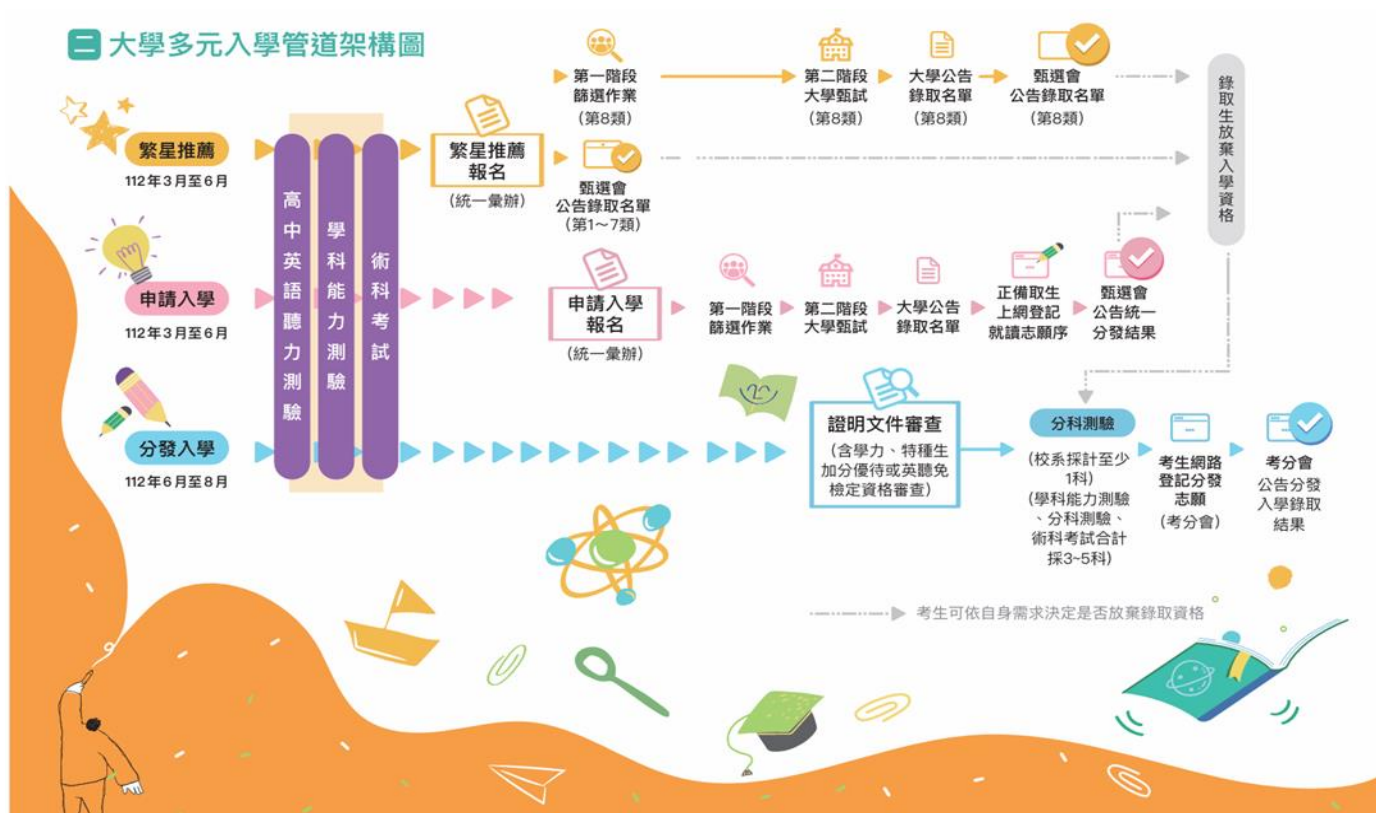 二 大學多元入學管道架構圖
繁星推薦
112年3月至6月
申請入學
112年3月至6月
分發入學
112年6月至8月
高中英語聽力測驗
學科能力測驗
術科考試
繁星推薦
報名
(統一彙辦)
第一階段
篩選作業
(第8類)
第二階段
大學甄試
(第8類)
大學公告
錄取名單
(第8類)
甄選會
公告錄取名單
(第8類)
甄選會
公告錄取名單
(第1～7類)
錄取生放棄入學資格
申請入學
報名
(統一彙辦)
第一階段
篩選作業
第二階段
大學甄試
大學公告
錄取名單
正備取生
上網登記
就讀志願序
甄選會
公告統一
分發結果
證明文件審查
(含學力、特種生
加分優待或英聽免
檢定資格審查)
分科測驗
(校系採計至少
1科)
(學科能力測驗
、分科測驗、
術科考試合計
採3~5科)
考生網路
登記分發
志願
(考分會)
考分會
公告分發
入學錄取
結果
考生可依自身需求決定是否放棄錄取資格